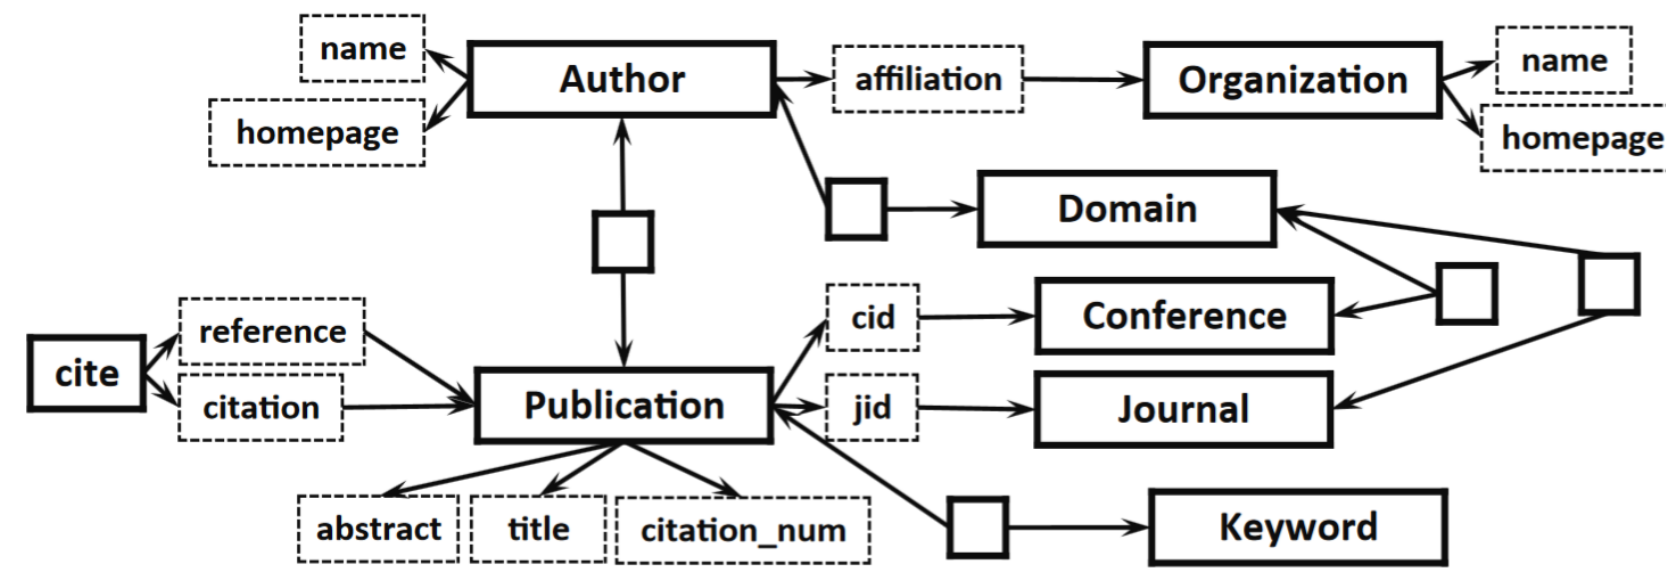 name
Author
affiliation
Organization
name
homepage
homepage
Domain
cid
Conference
reference
cite
citation
Publication
jid
Journal
abstract
title
citation_num
Keyword